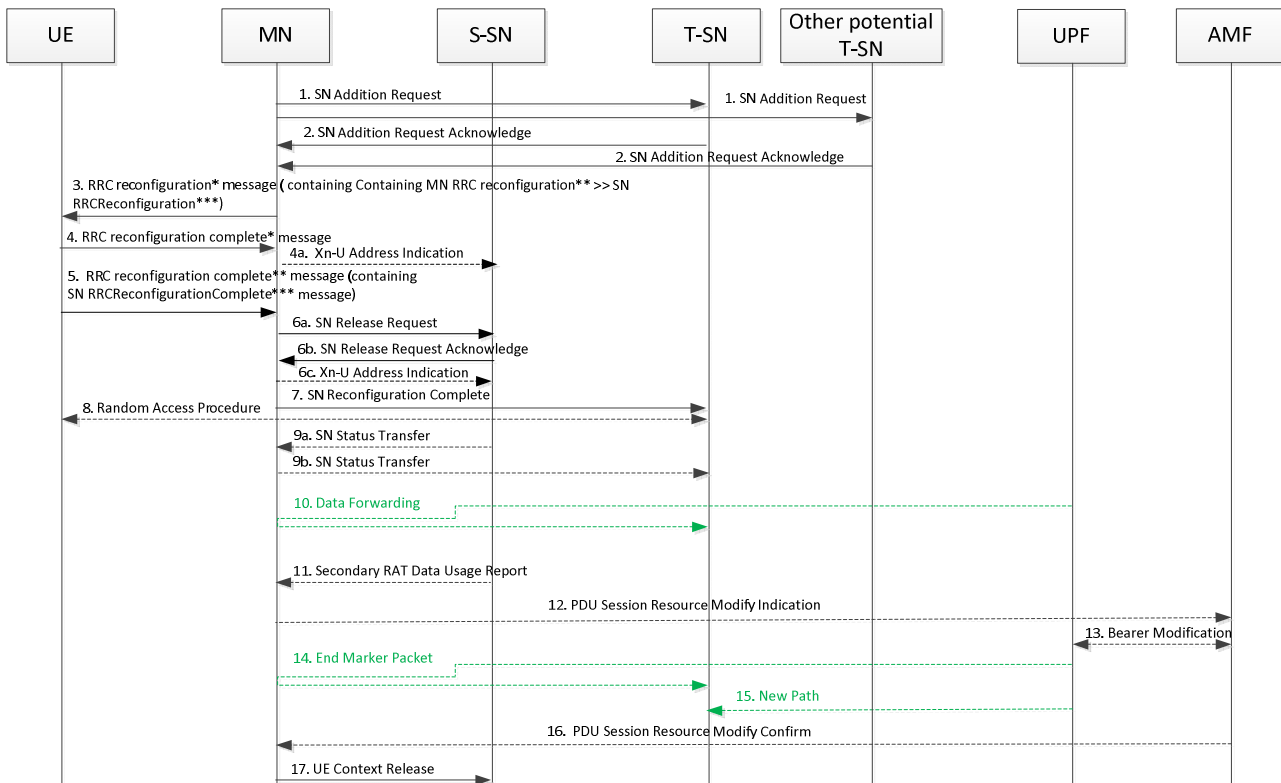 UE
MN
S-SN
T-SN
Other potential
T-SN
UPF
AMF
1. SN Addition Request
1. SN Addition Request
2. SN Addition Request Acknowledge
2. SN Addition Request Acknowledge
3. RRC reconfiguration* message ( containing Containing MN RRC reconfiguration** >> SN
RRCReconfiguration***)
4. RRC reconfiguration complete* message
4a. Xn-U Address Indication
5. RRC reconfiguration complete** message (containing
SN RRCReconfigurationComplete*** message)
6a. SN Release Request
6b. SN Release Request Acknowledge
6c. Xn-U Address Indication
7. SN Reconfiguration Complete
8. Random Access Procedure
9a. SN Status Transfer
9b. SN Status Transfer
10. Data Forwarding
11. Secondary RAT Data Usage Report
12. PDU Session Resource Modify Indication
13. Bearer Modification
14. End Marker Packet
15. New Path
16. PDU Session Resource Modify Confirm
17. UE Context Release